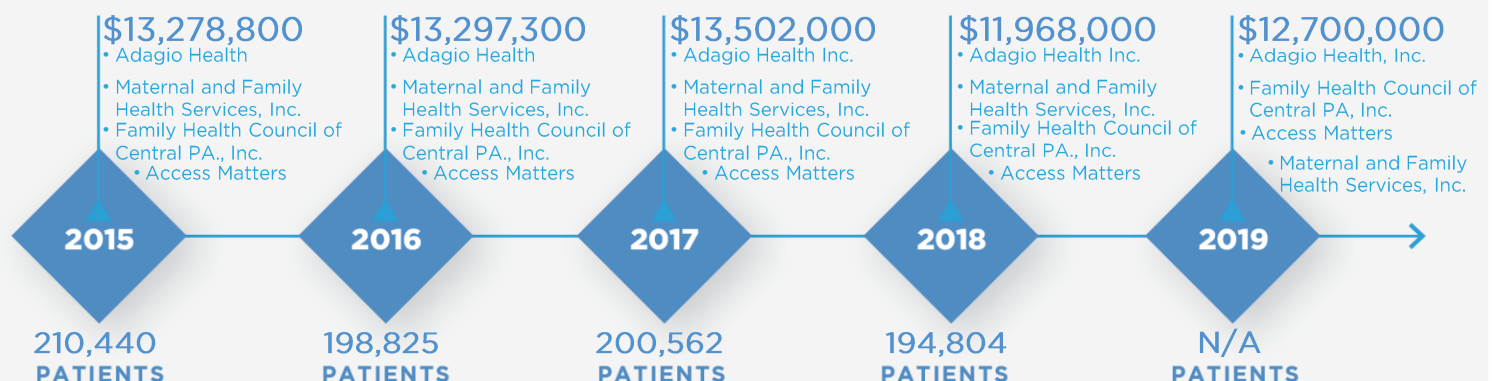 $13,278,800
• Adagio Health
• Maternal and Family
Health Services, Inc.
• Family Health Council of
Central PA., Inc.
• Access Matters
2015
210,440
PATIENTS
$13,297,300
• Adagio Health
• Maternal and Family
Health Services, Inc.
• Family Health Council of
Central PA., Inc.
• Access Matters
2016
198,825
PATIENTS
$13,502,000
• Adagio Health Inc.
• Maternal and Family
Health Services, Inc.
• Family Health Council of
Central PA., Inc.
• Access Matters
2017
200,562
PATIENTS
$11,968,000
• Adagio Health Inc.
• Maternal and Family
Health Services, Inc.
• Family Health Council of
Central PA., Inc.
• Access Matters
2018
194,804
PATIENTS
$12,700,000
• Adagio Health, Inc.
• Family Health Council of
Central PA, Inc.
• Access Matters
• Maternal and Family
Health Services, Inc.
2019
N/A
PATIENTS